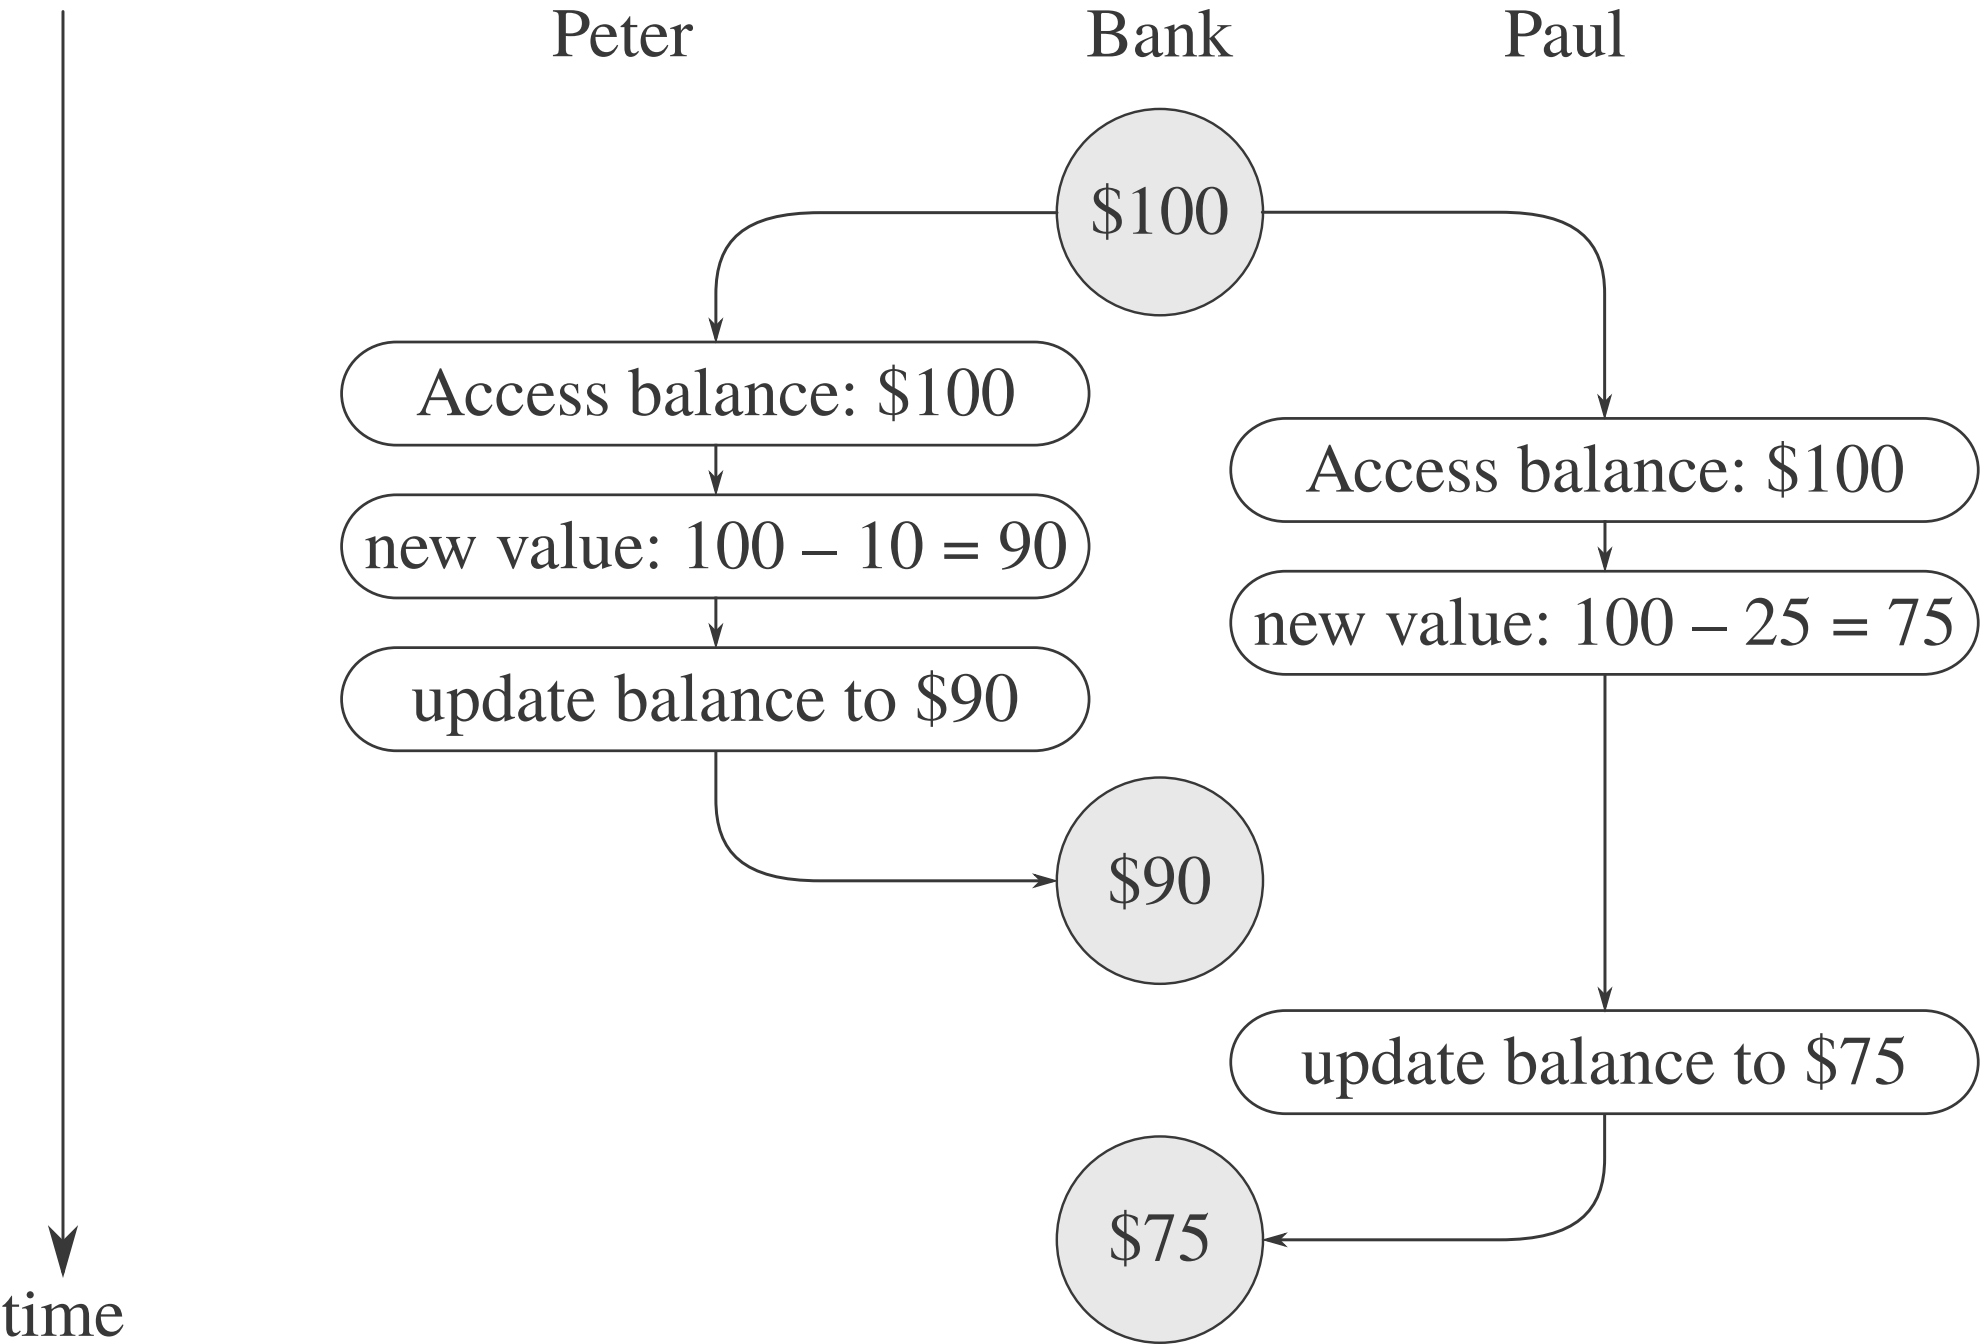 Peter Bank Paul
$100
Access balance: $100
Access balance: $100
new value: 100 – 10 = 90
new value: 100 – 25 = 75
update balance to $90
$90
update balance to $75
$75
time